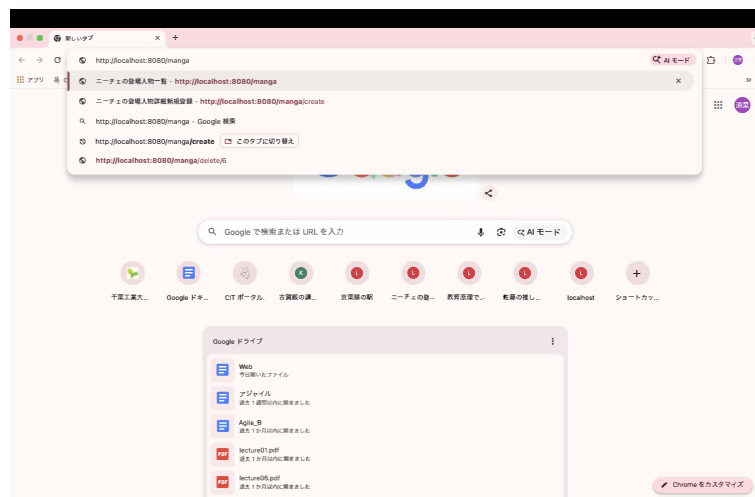 新しいタブ
http://localhost:8080/manga
AI モード
ニーチェの登場人物一覧 - http://localhost:8080/manga
ニーチェの登場人物詳細新規登録 - http://localhost:8080/manga/create
http://localhost:8080/manga - Google 検索
http://localhost:8080/manga/create このタブに切り替え
http://localhost:8080/manga/delete/6
アプリ
派菜
Google で検索または URL を入力
AI モード
千葉工業大...
Google ドキ...
CIT ポータル.
古賀殿の講...
京葉線の駅
ニーチェの登...
教育原理で...
佐藤の推し...
localhost
ショートカッ...
Google ドライブ
Web
今日開いたファイル
アジャイル
過去 1 週間以内に開きました
Agile_B
過去 1 か月以内に開きました
lecture01.pdf
過去 1 か月以内に開きました
lecture06.pdf
過去 1 か月以内に開きました
Chrome をカスタマイズ